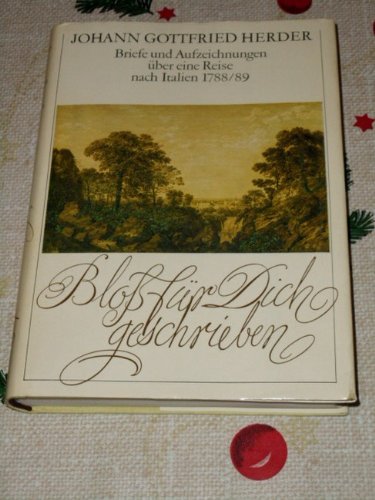 JOHANN GOTTFRIED HERDER
Briefe und Aufzeichnungen
über eine Reise
nach Italien 1788/89
Bloß für Dich
geschrieben